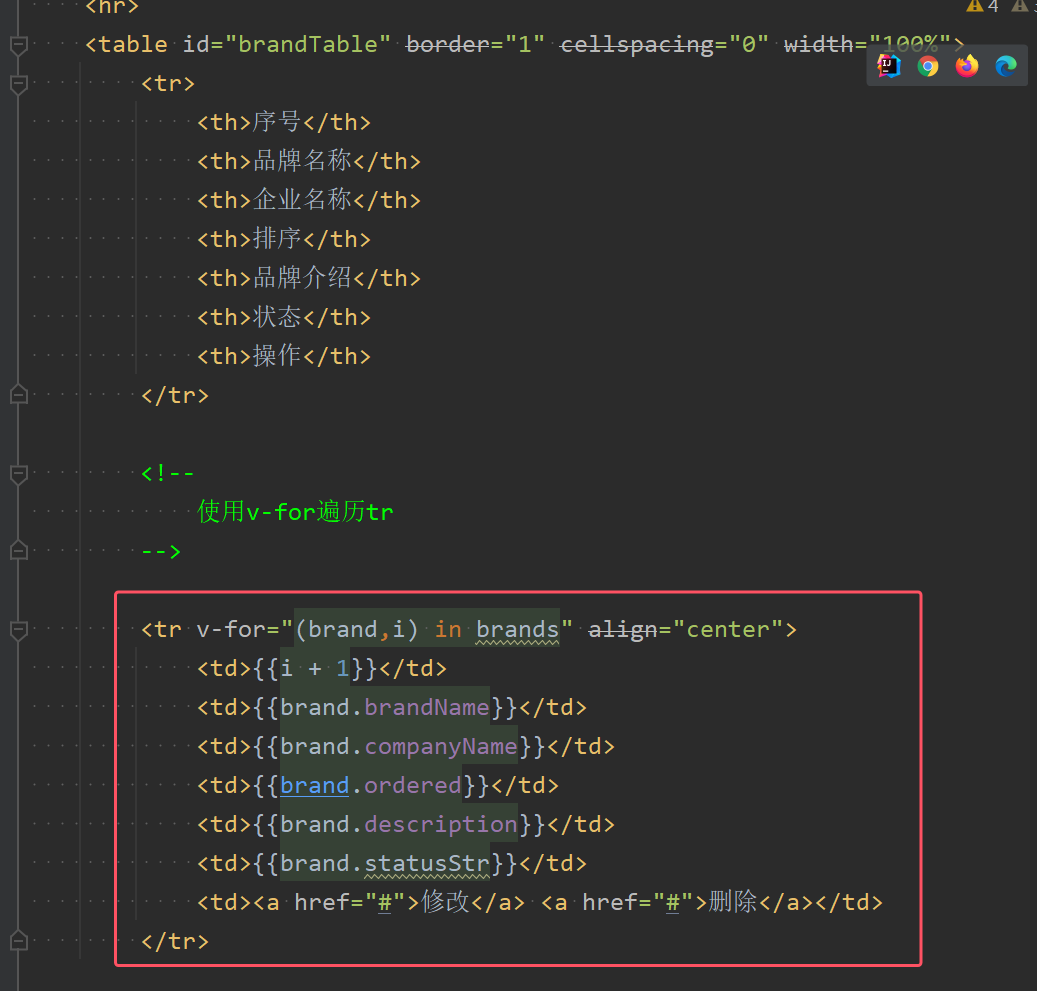 <hr>
4
<table id="brandTable" border="1" cellspacing="0" width="100%">
<tr>
<th>序号</th>
<th>品牌名称</th>
<th>企业名称</th>
<th>排序</th>
<th>品牌介绍</th>
<th>状态</th>
<th>操作</th>
</tr>
<!--
使用v-for遍历tr
-->
<tr v-for="(brand,i) in brands" align="center">
<td>{{i + 1}}</td>
<td>{{brand.brandName}}</td>
<td>{{brand.companyName}}</td>
<td>{{brand.ordered}}</td>
<td>{{brand.description}}</td>
<td>{{brand.statusStr}}</td>
<td><a href="#">修改</a> <a href="#">删除</a></td>
</tr>